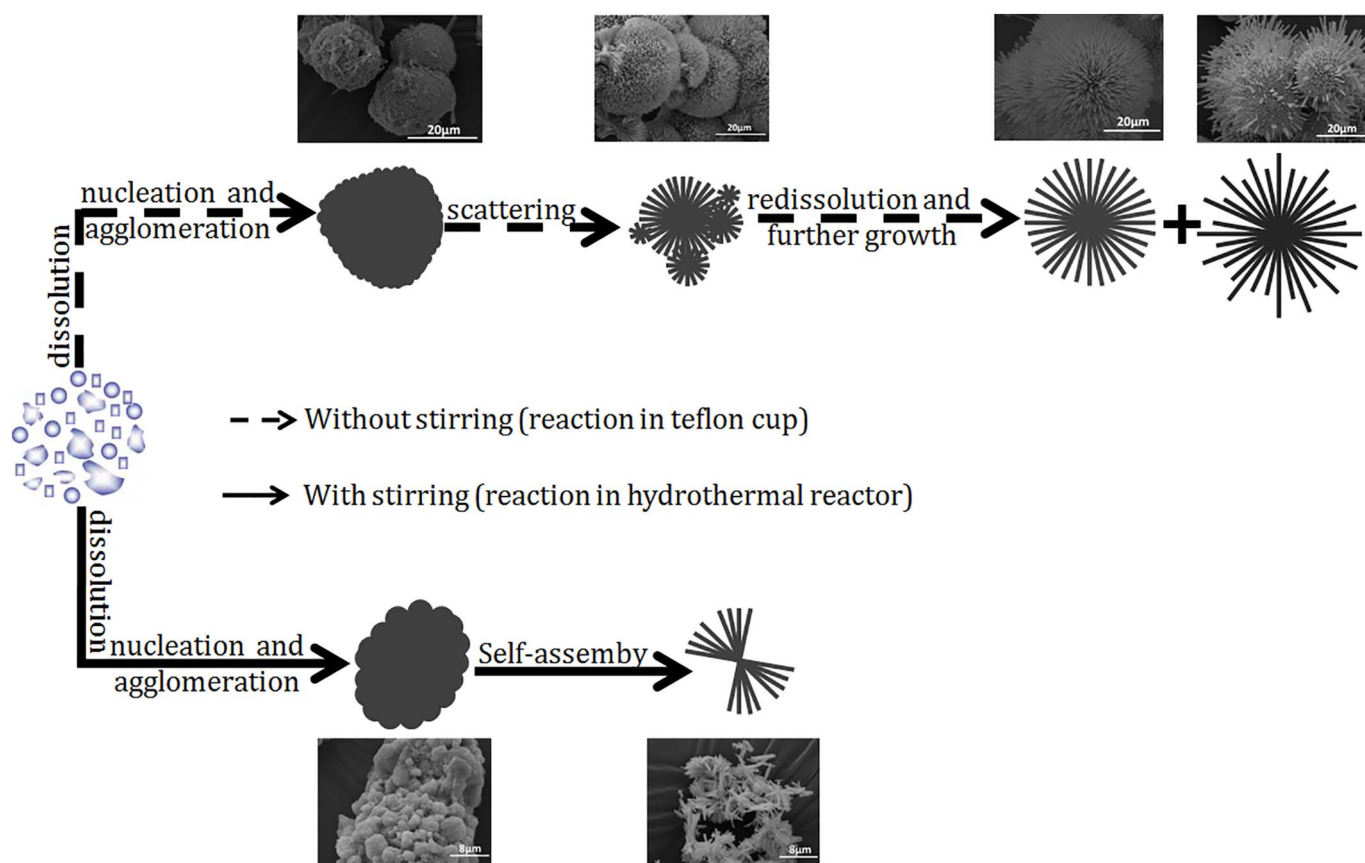 20μm
20μm
20μm
20μm
nucleation and
agglomeration
scattering
redissolution and
further growth
+
dissolution
Without stirring (reaction in teflon cup)
With stirring (reaction in hydrothermal reactor)
dissolution
nucleation and
agglomeration
Self-assemby
8μm
8μm